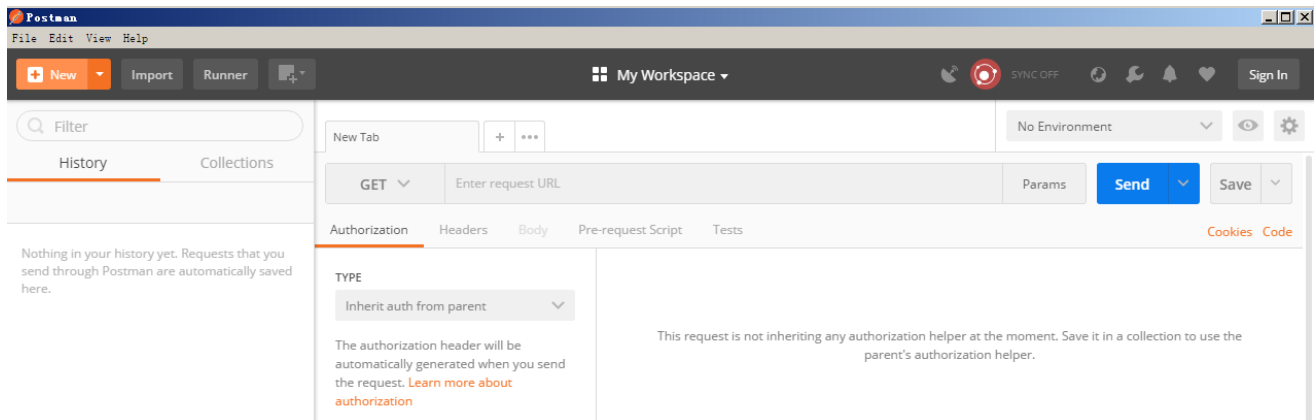 Postman
File Edit View Help
New Import Runner My Workspace SYNC OFF Sign In
Filter
History Collections
Nothing in your history yet. Requests that you
send through Postman are automatically saved
here.
New Tab
No Environment
GET Enter request URL Params Send Save
Authorization Headers Body Pre-request Script Tests Cookies Code
TYPE
Inherit auth from parent
The authorization header will be
automatically generated when you send
the request. Learn more about
authorization
This request is not inheriting any authorization helper at the moment. Save it in a collection to use the
parent's authorization helper.